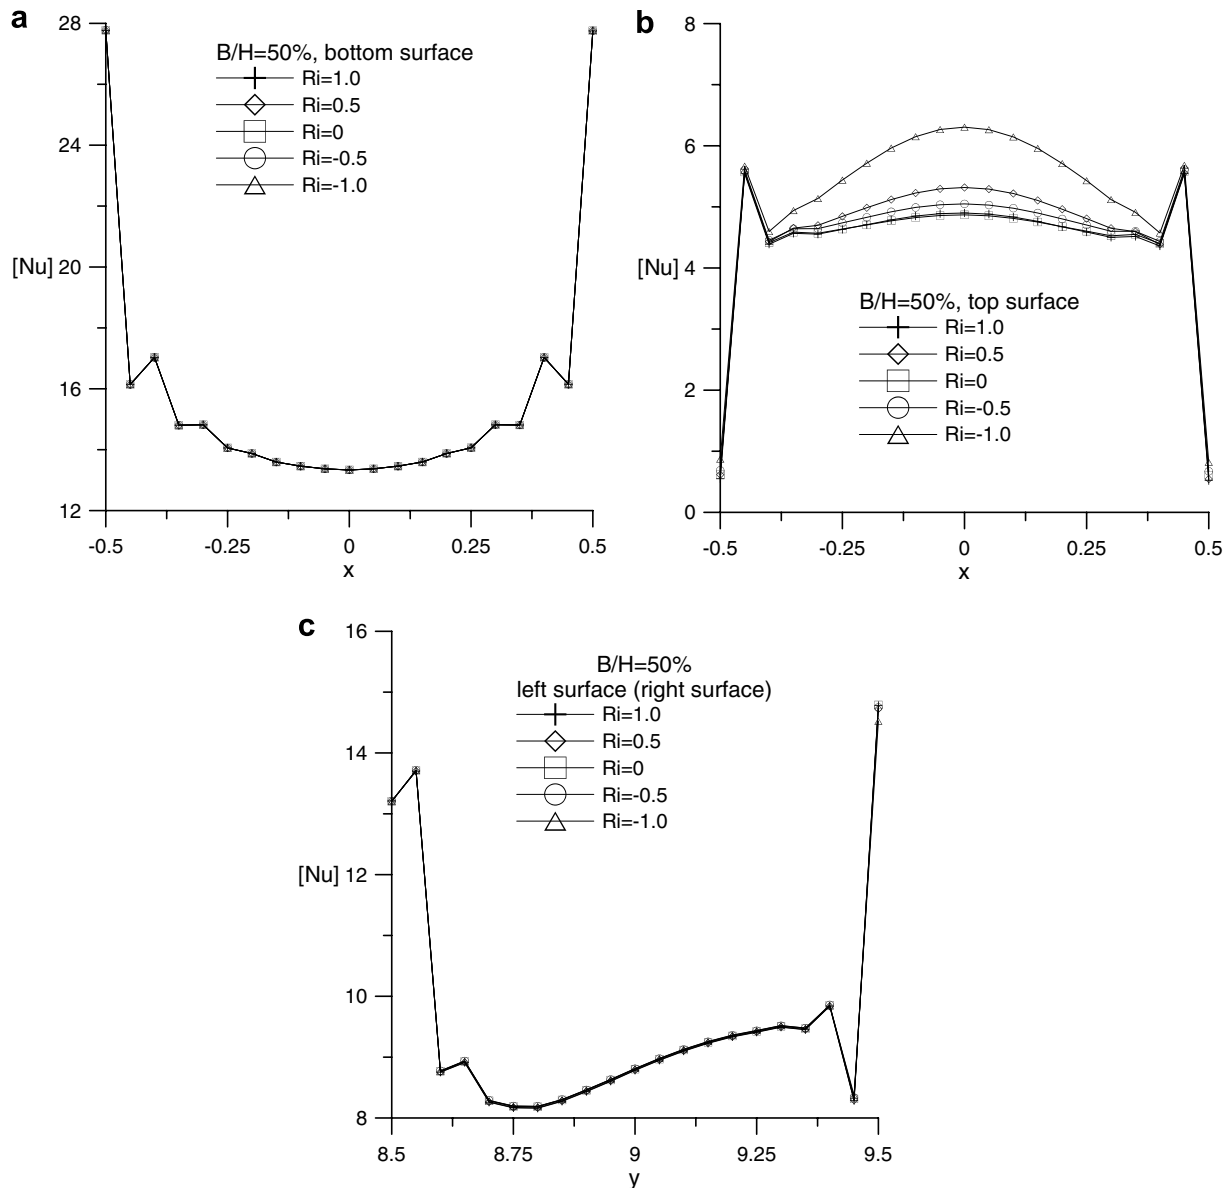 a
28
24
[Nu] 20
16
12
B/H=50%, bottom surface
Ri=1.0
Ri=0.5
Ri=0
Ri=-0.5
Ri=-1.0
-0.5 -0.25 0 0.25 0.5
x
b
8
6
[Nu] 4
2
0
B/H=50%, top surface
Ri=1.0
Ri=0.5
Ri=0
Ri=-0.5
Ri=-1.0
-0.5 -0.25 0 0.25 0.5
x
c
16
14
[Nu] 12
10
8
B/H=50%
left surface (right surface)
Ri=1.0
Ri=0.5
Ri=0
Ri=-0.5
Ri=-1.0
8.5 8.75 9 9.25 9.5
y